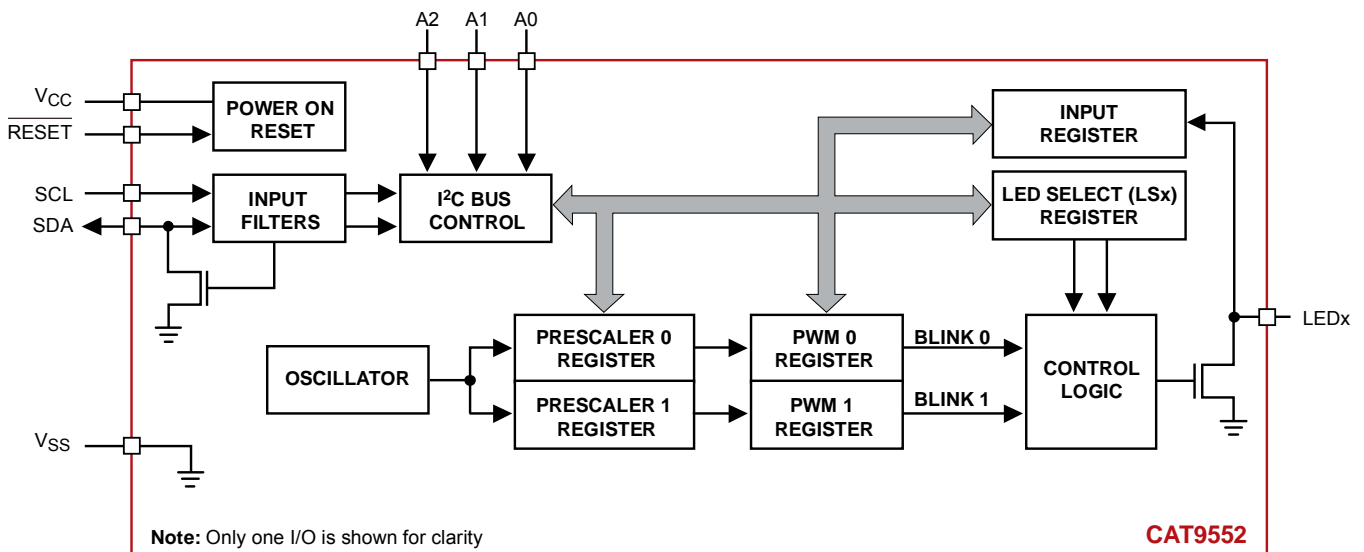 A2 A1 A0
VCC
RESET
POWER ON
RESET
INPUT
REGISTER
SCL
SDA
INPUT
FILTERS
I²C BUS
CONTROL
LED SELECT (LSx)
REGISTER
OSCILLATOR
PRESCALER 0
REGISTER
PRESCALER 1
REGISTER
PWM 0
REGISTER
PWM 1
REGISTER
BLINK 0
BLINK 1
CONTROL
LOGIC
LEDx
VSS
Note: Only one I/O is shown for clarity
CAT9552